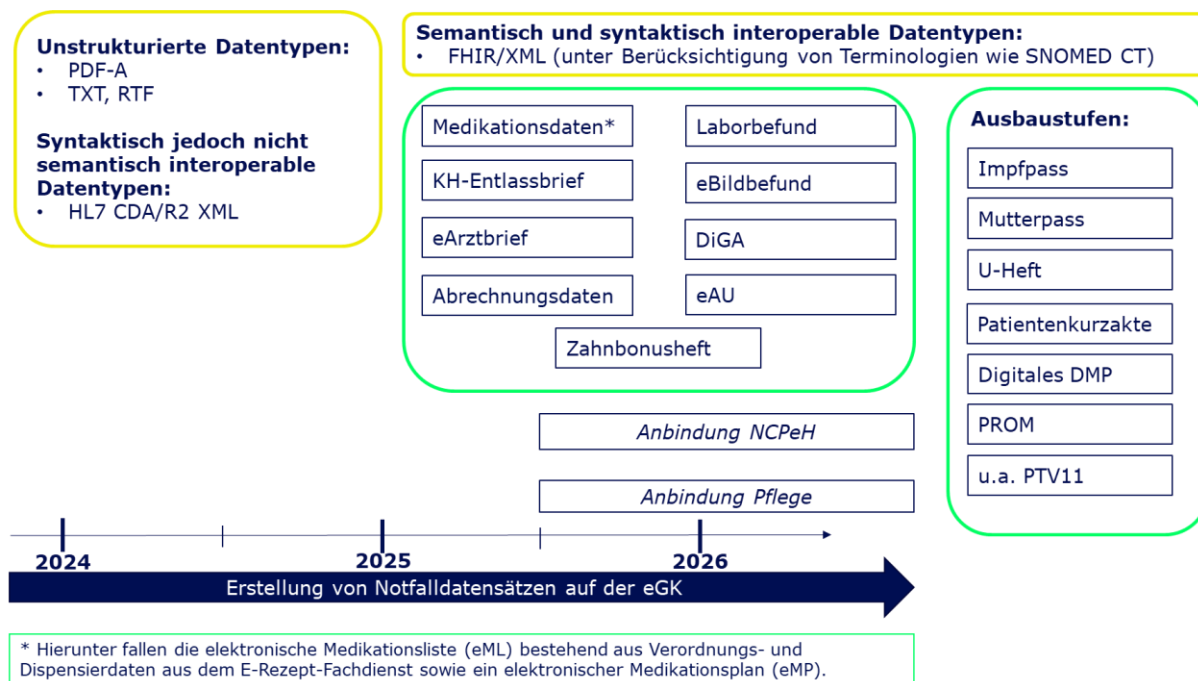 Unstrukturierte Datentypen:
• PDF-A
• TXT, RTF
Syntaktisch jedoch nicht
semantisch interoperable
Datentypen:
• HL7 CDA/R2 XML
Semantisch und syntaktisch interoperable Datentypen:
• FHIR/XML (unter Berücksichtigung von Terminologien wie SNOMED CT)
Medikationsdaten*
Laborbefund
KH-Entlassbrief
eBildbefund
eArztbrief
DiGA
Abrechnungsdaten
eAU
Zahnbonusheft
Ausbaustufen:
Impfpass
Mutterpass
U-Heft
Patientenkurzakte
Digitales DMP
PROM
u.a. PTV11
Anbindung NCPeH
Anbindung Pflege
2024
2025
2026
Erstellung von Notfalldatensätzen auf der eGK
* Hierunter fallen die elektronische Medikationsliste (eML) bestehend aus Verordnungs- und
Dispensierdaten aus dem E-Rezept-Fachdienst sowie ein elektronischer Medikationsplan (eMP).